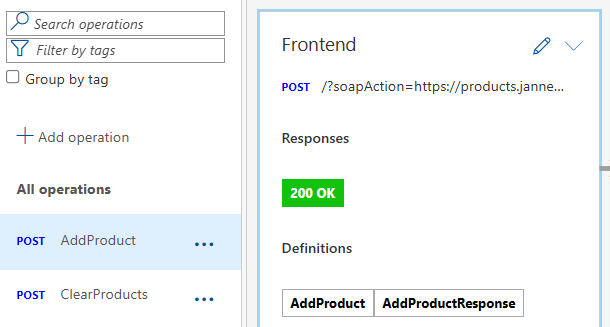 Search operations
Filter by tags
Group by tag
Add operation
All operations
POST AddProduct ...
POST ClearProducts ...
Frontend
POST /?soapAction=https://products.janne...
Responses
200 OK
Definitions
AddProduct AddProductResponse